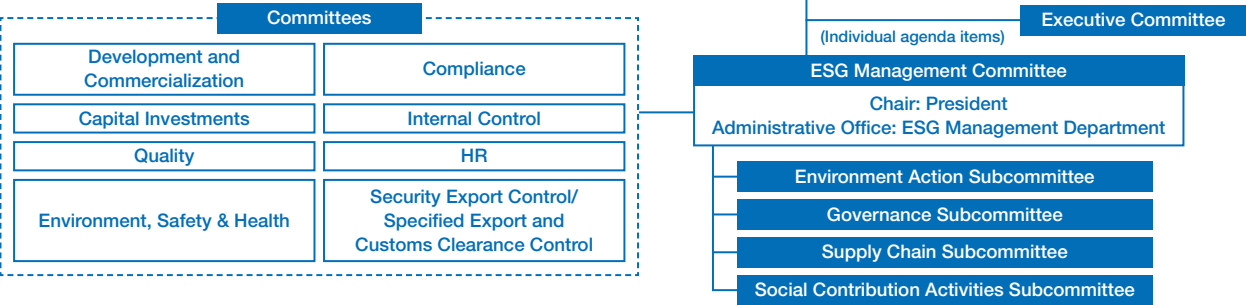 Committees
Development and
Commercialization
Compliance
Capital Investments
Internal Control
Quality
HR
Environment, Safety & Health
Security Export Control/
Specified Export and
Customs Clearance Control
Executive Committee
(Individual agenda items)
ESG Management Committee
Chair: President
Administrative Office: ESG Management Department
Environment Action Subcommittee
Governance Subcommittee
Supply Chain Subcommittee
Social Contribution Activities Subcommittee